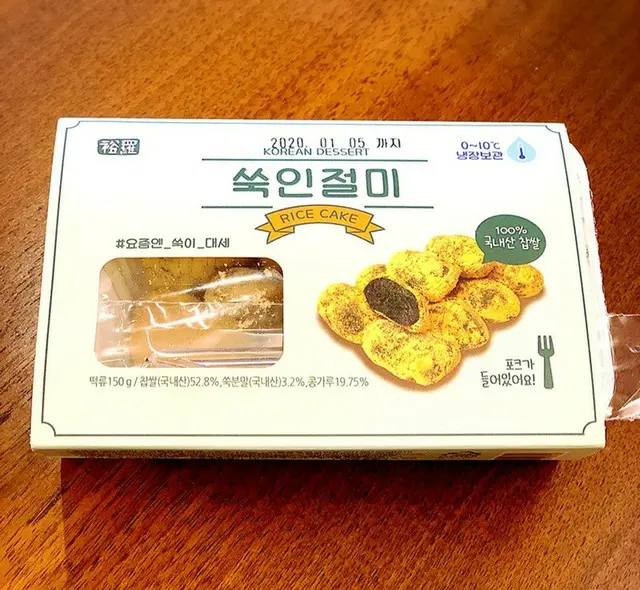 裕羅
2020. 01. 05 까지
KOREAN DESSERT
0~10℃
냉장보관
쑥인절미
RICE CAKE
100%
국내산 찹쌀
#요즘엔_쑥이_대세
포크가
들어있어요!
떡류150g / 찹쌀(국내산)52.8%,쑥분말(국내산)3.2%,콩가루19.75%